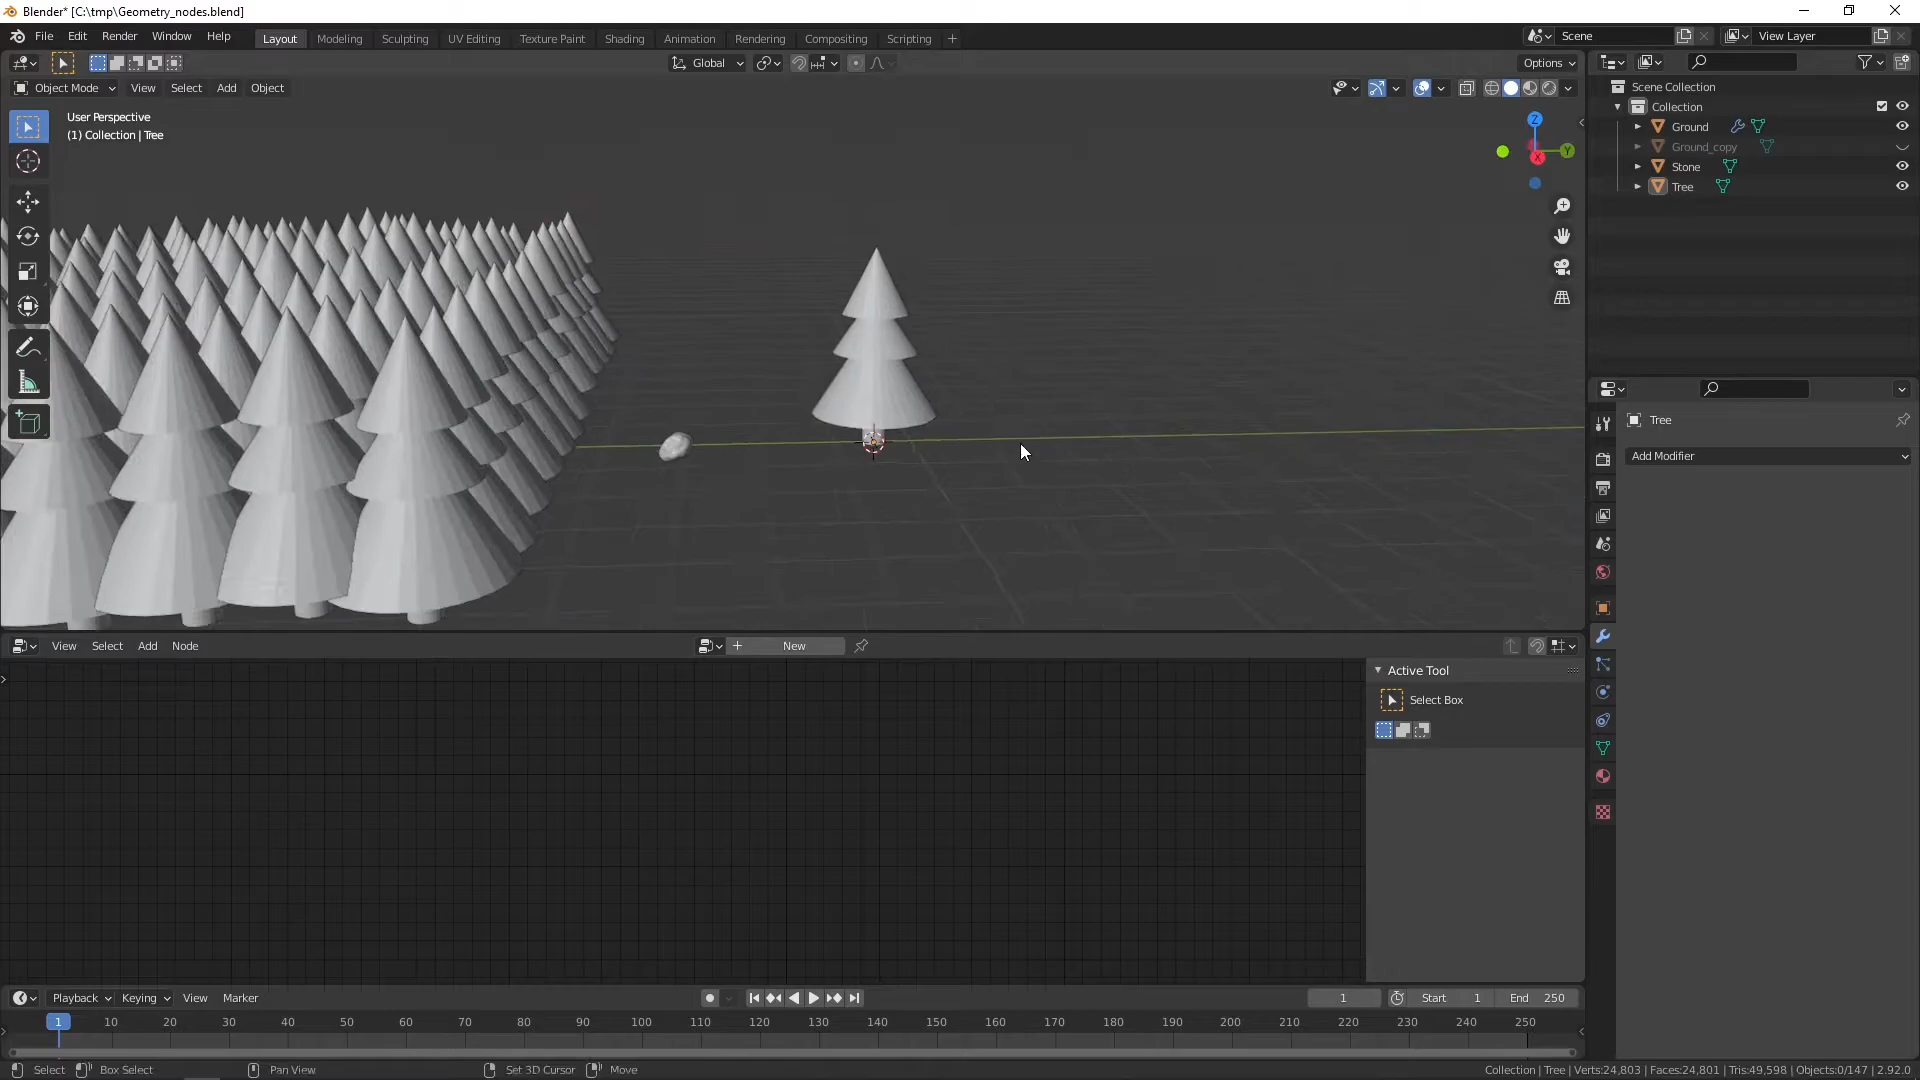 Blender* [C:\tmp\Geometry_nodes.blend]
File Edit Render Window Help Layout Modeling Sculpting UV Editing Texture Paint Shading Animation Rendering Compositing Scripting + Scene View Layer
Global Options
Object Mode View Select Add Object
User Perspective
(1) Collection | Tree
Z
Y
X
Scene Collection
Collection
Ground
Ground_copy
Stone
Tree
Tree
Add Modifier
View Select Add Node + New
Active Tool
Select Box
Playback Keying View Marker 1 Start 1 End 250
1 10 20 30 40 50 60 70 80 90 100 110 120 130 140 150 160 170 180 190 200 210 220 230 240 250
Select Box Select Pan View Set 3D Cursor Move Collection | Tree | Verts:24,803 | Faces:24,801 | Tris:49,598 | Objects:0/147 | 2.92.0